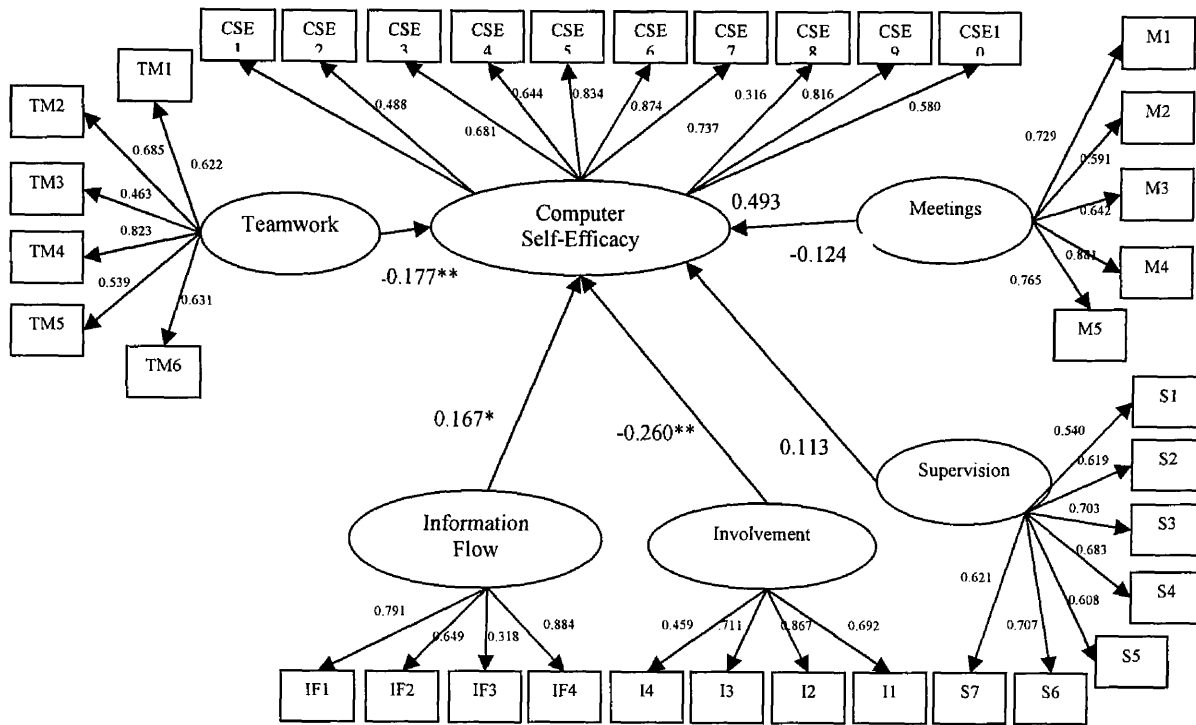 CSE
1
CSE
2
CSE
3
CSE
4
CSE
5
CSE
6
CSE
7
CSE
8
CSE
9
CSE1
0
M1
TM1
TM2
M2
0.488
0.644
0.834
0.874
0.316
0.816
0.580
0.681
0.737
0.729
0.591
0.685
0.622
TM3
0.463
M3
0.642
Teamwork
Computer
Self-Efficacy
0.493
Meetings
TM4
0.823
-0.177**
-0.124
0.881
M4
0.539
0.765
0.631
TM5
M5
TM6
S1
0.167*
-0.260**
0.113
0.540
Supervision
0.619
S2
0.703
S3
Information
Flow
Involvement
0.683
S4
0.621
0.608
0.791
0.649
0.318
0.884
0.459
.711
0.867
0.692
0.707
S5
IF1
IF2
IF3
IF4
I4
I3
I2
I1
S7
S6